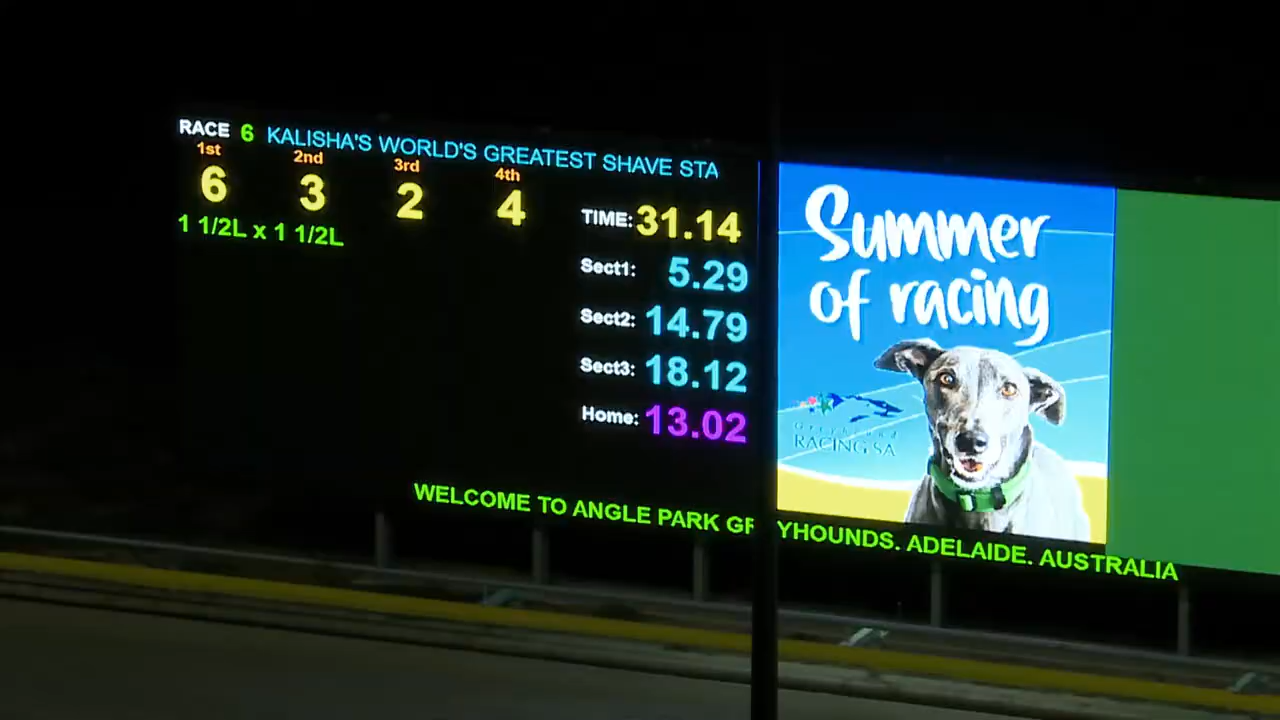 RACE 6 KALISHA'S WORLD'S GREATEST SHAVE STA
1st 2nd 3rd 4th
6 3 2 4
1 1/2L x 1 1/2L
TIME: 31.14
Sect1: 5.29
Sect2: 14.79
Sect3: 18.12
Home: 13.02
Summer
of racing
Greyhound
RACING SA
WELCOME TO ANGLE PARK GR YHOUNDS. ADELAIDE. AUSTRALIA